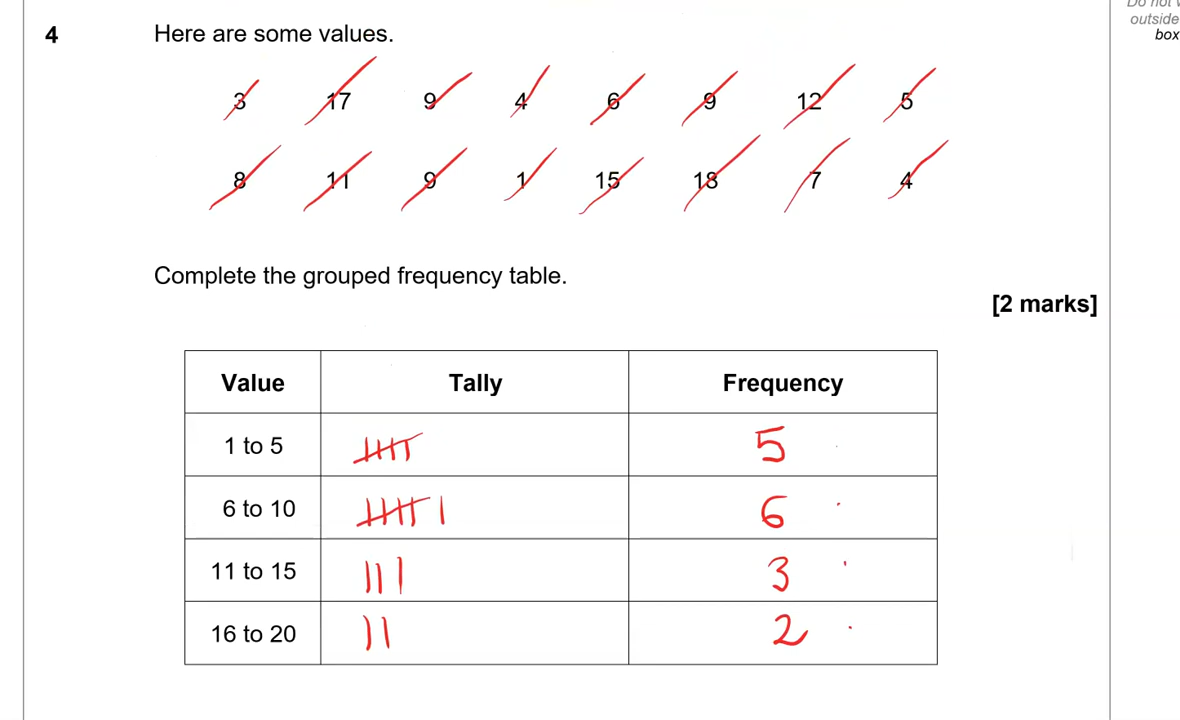 Do not
outside
box
4 Here are some values.
3 17 9 4 6 9 12 5
8 11 9 1 15 18 7 4
Complete the grouped frequency table.
[2 marks]
Value Tally Frequency
1 to 5 5
6 to 10 6
11 to 15 3
16 to 20 2